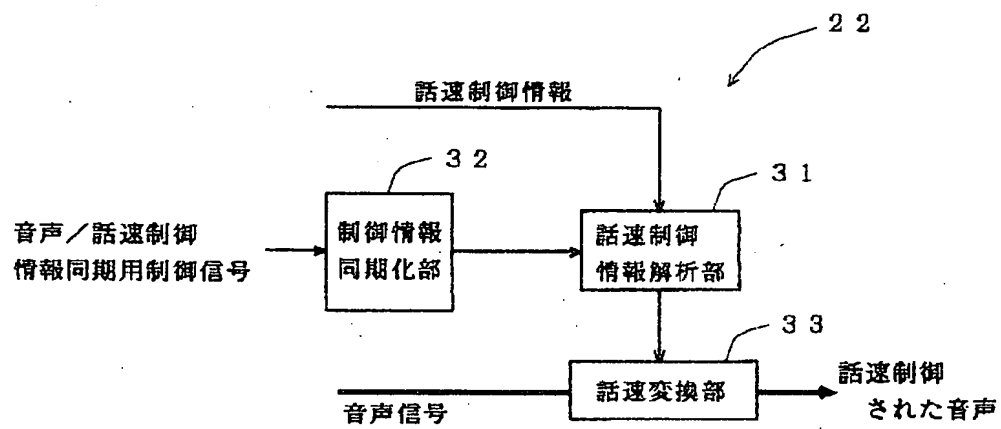 ２２
話速制御情報
３２
３１
音声／話速制御
情報同期用制御信号
制御情報
同期化部
話速制御
情報解析部
３３
話速変換部
音声信号
話速制御
された音声